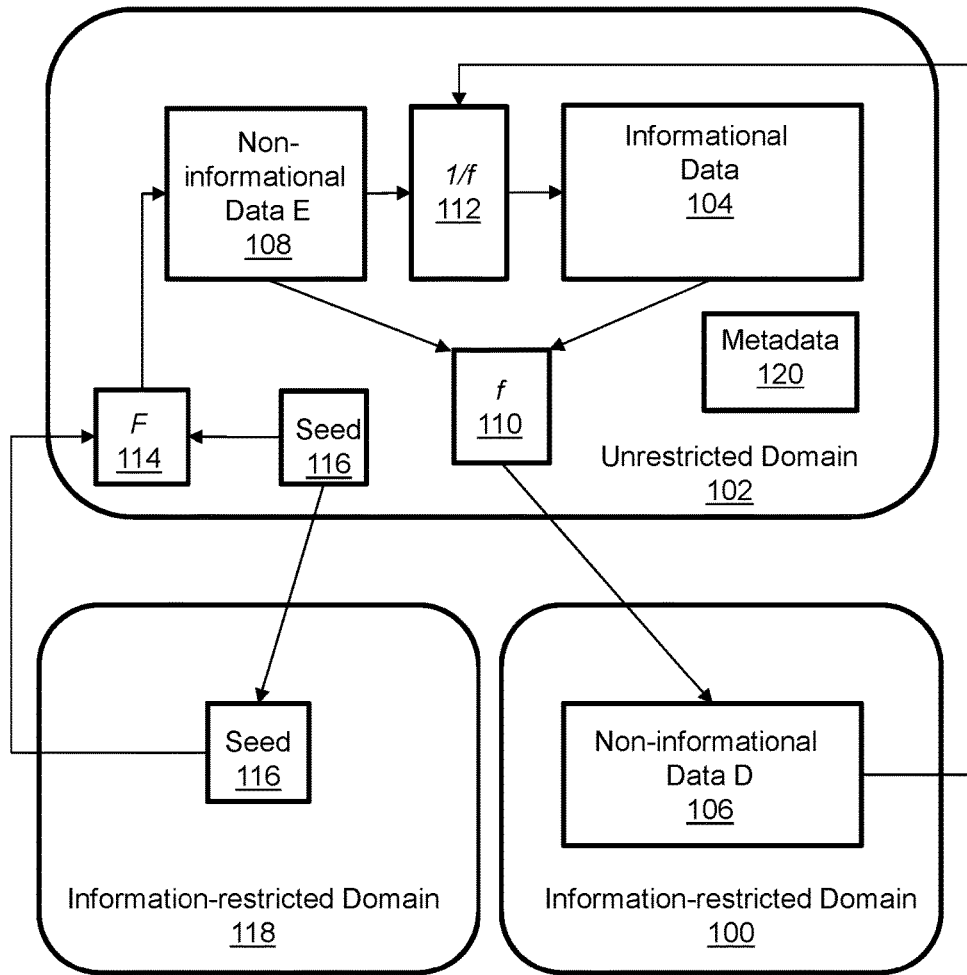 Non-
informational
Data E
108
1/f
112
Informational
Data
104
Metadata
120
f
110
F
114
Seed
116
Unrestricted Domain
102
Seed
116
Information-restricted Domain
118
Non-informational
Data D
106
Information-restricted Domain
100